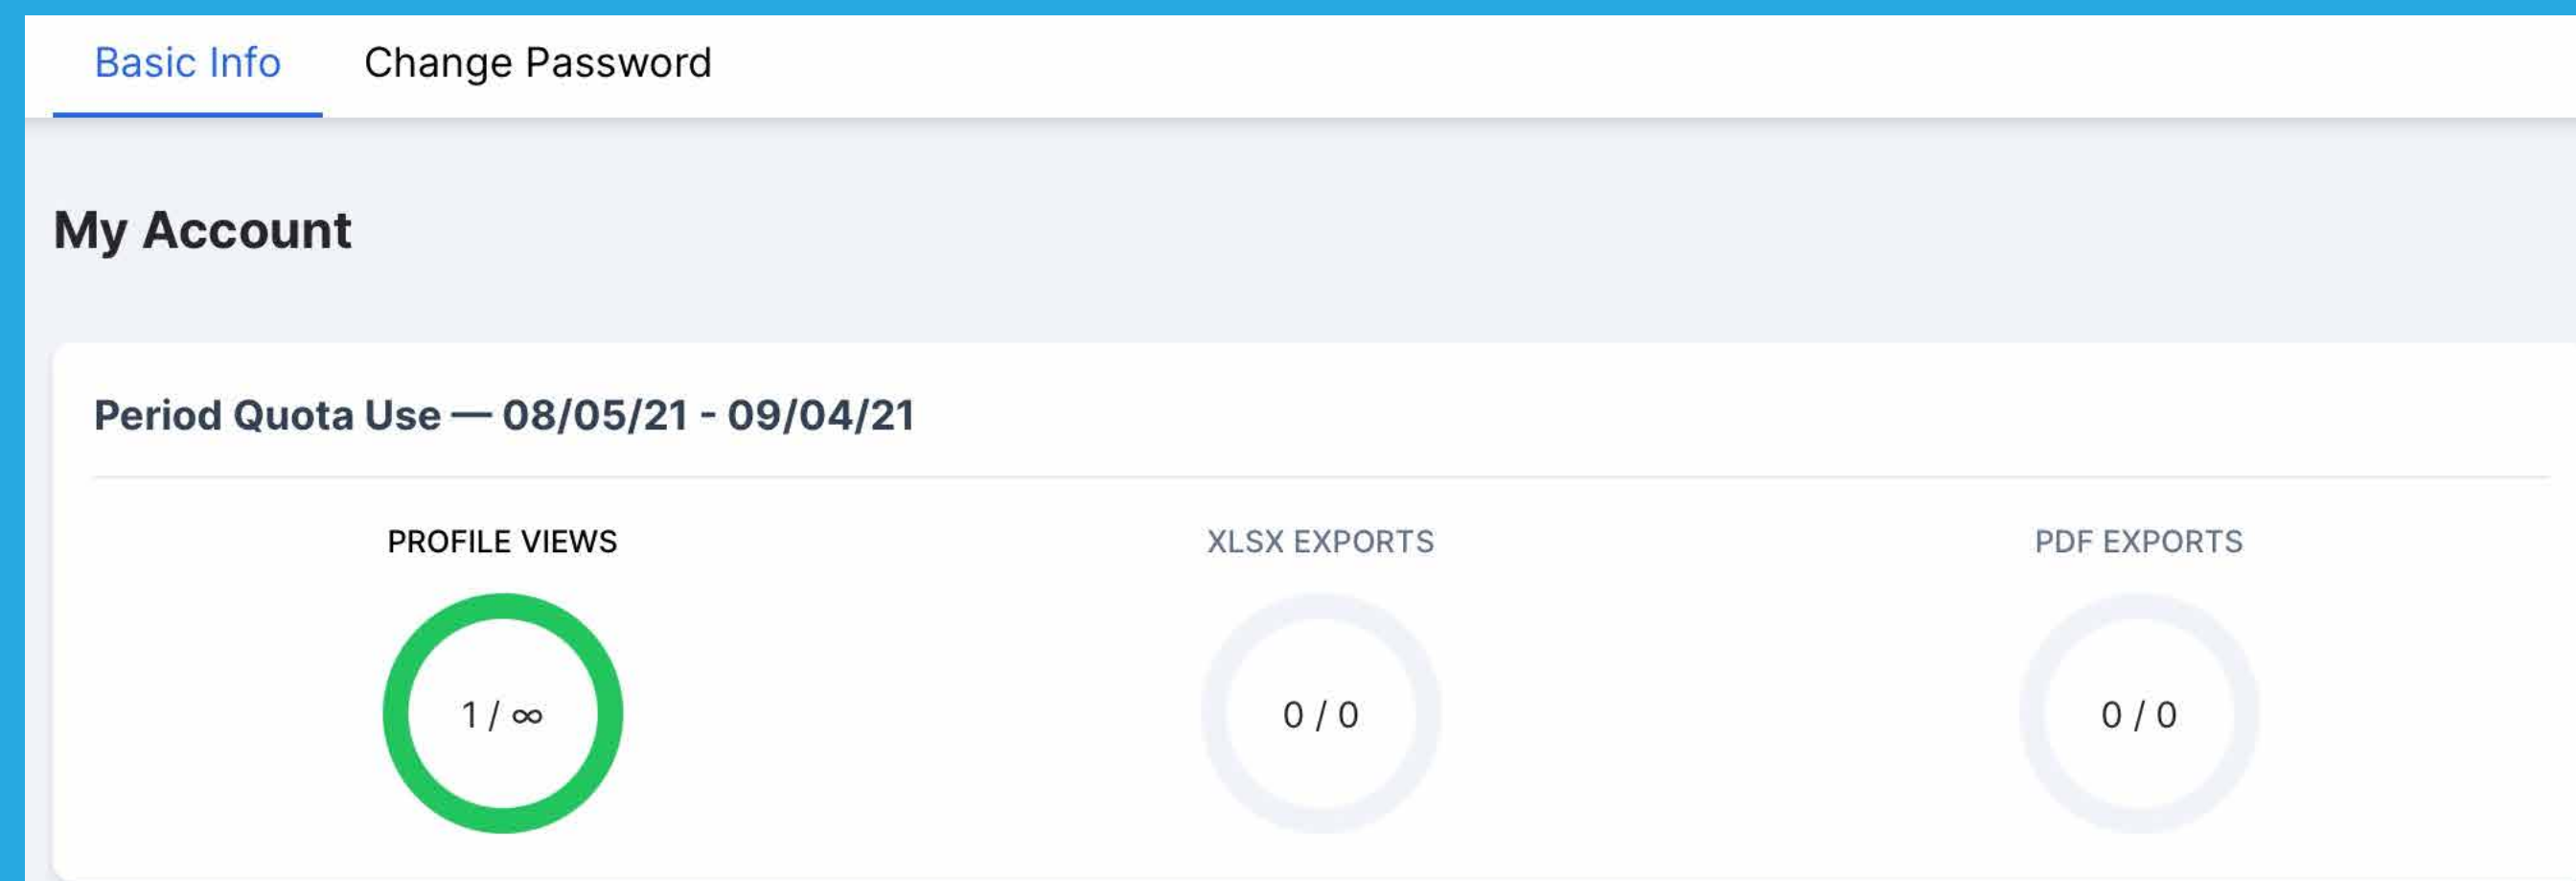 Basic Info Change Password
My Account
Period Quota Use — 08/05/21 - 09/04/21
PROFILE VIEWS XLSX EXPORTS PDF EXPORTS
1 / ∞ 0 / 0 0 / 0